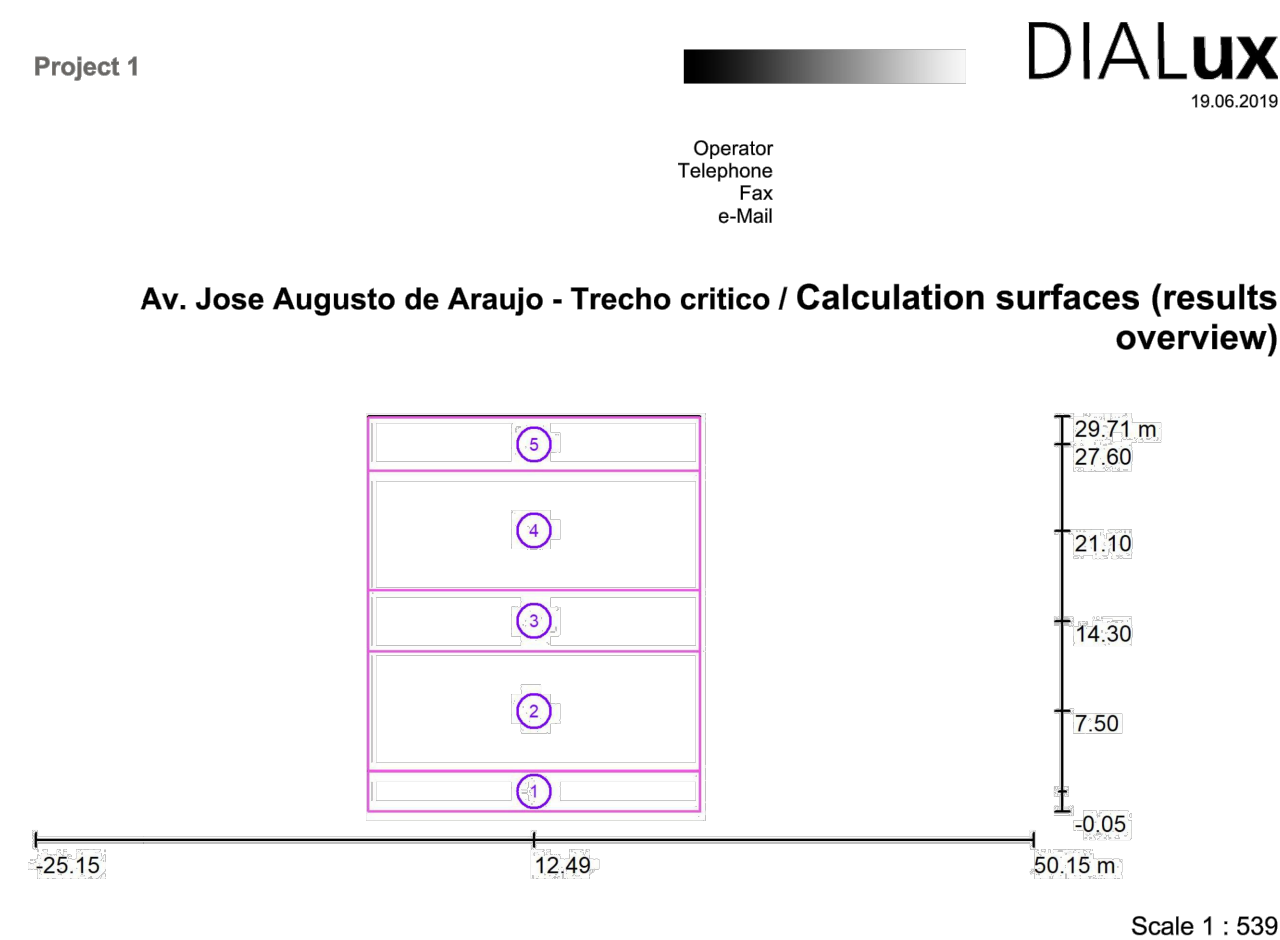 Project 1
DIALux
19.06.2019
Operator
Telephone
Fax
e-Mail
Av. Jose Augusto de Araujo - Trecho critico / Calculation surfaces (results
overview)
5
4
3
2
1
29.71 m
27.60
21.10
14.30
7.50
-0.05
-25.15
12.49
50.15 m
Scale 1 : 539